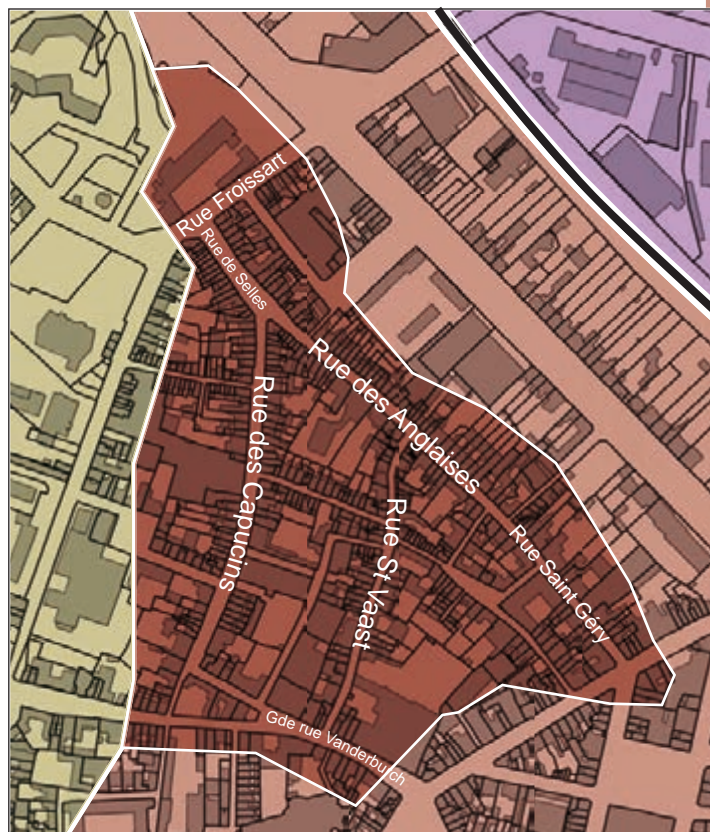 Rue Froissart
Rue de Selles
Rue des Anglaises
Rue des Capucins
Rue St Vaast
Rue Saint Géry
Gde rue Vanderburch